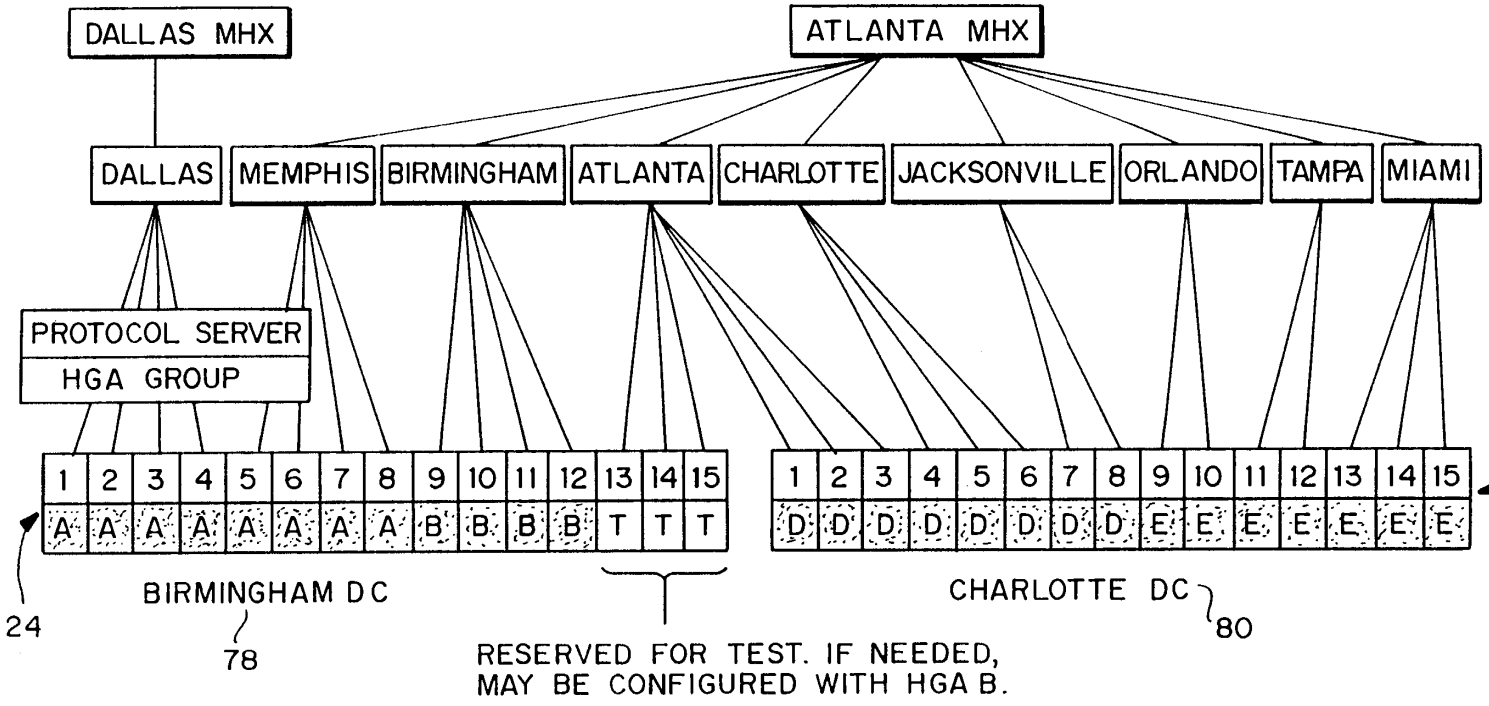 DALLAS MHX
ATLANTA MHX
DALLAS
MEMPHIS
BIRMINGHAM
ATLANTA
CHARLOTTE
JACKSONVILLE
ORLANDO
TAMPA
MIAMI
PROTOCOL SERVER
HGA GROUP
1 2 3 4 5 6 7 8 9 10 11 12 13 14 15
A A A A A A A A B B B B T T T
1 2 3 4 5 6 7 8 9 10 11 12 13 14 15
D D D D D D D D E E E E E E E
BIRMINGHAM DC
CHARLOTTE DC
24
78
80
RESERVED FOR TEST. IF NEEDED,
MAY BE CONFIGURED WITH HGA B.